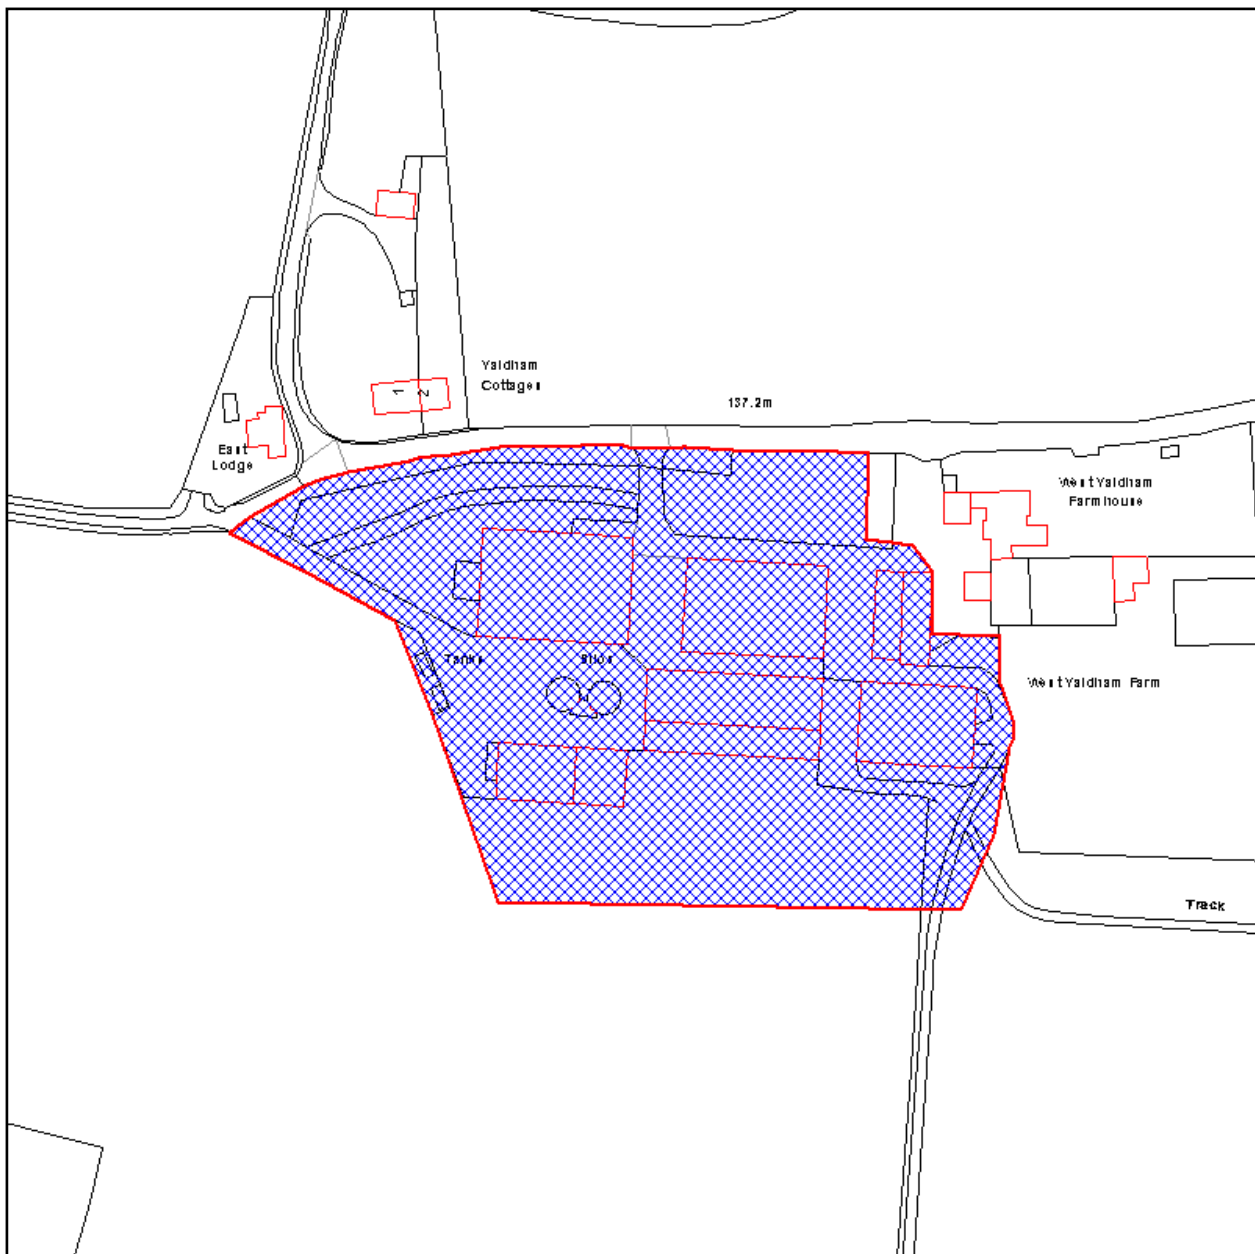 Yaldham
Cottages
1
2
137.2m
East
Lodge
West Yaldham
Farmhouse
Tanks
Silos
West Yaldham Farm
Track